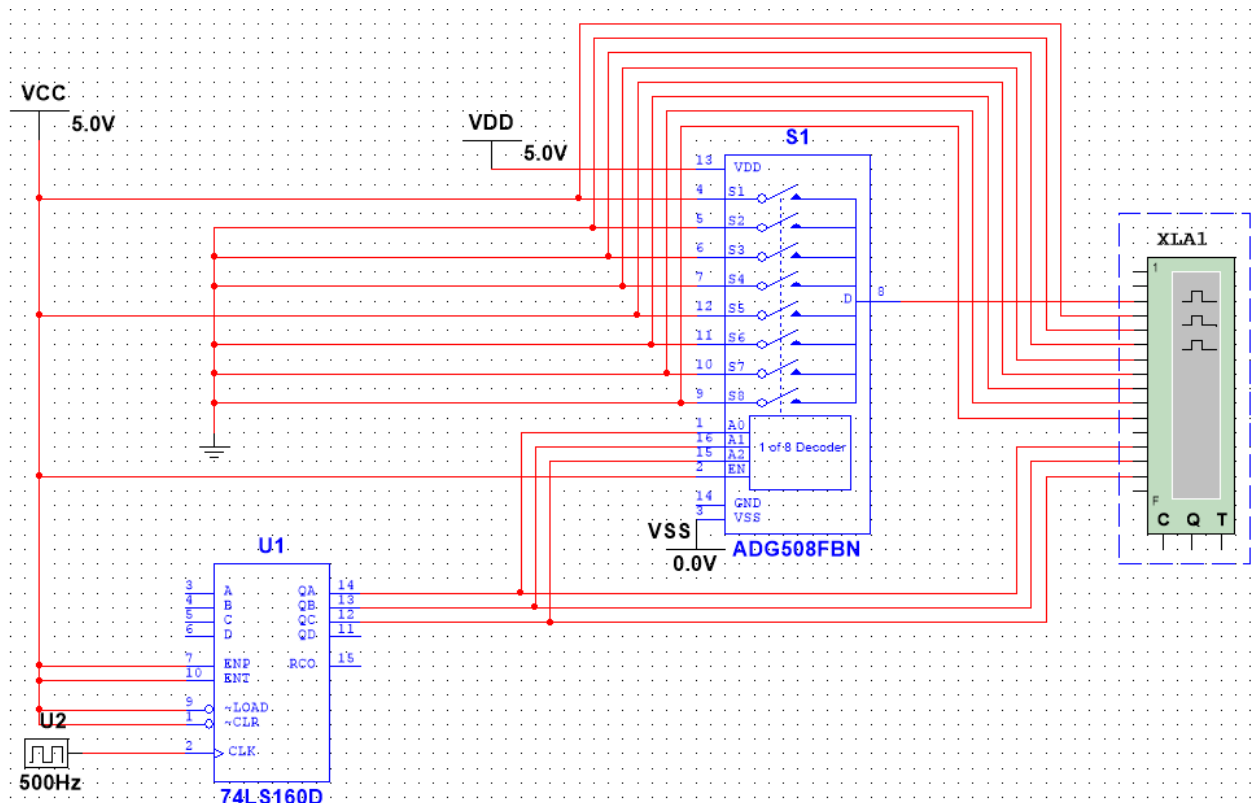 VCC
5.0V
VDD
5.0V
S1
13 VDD
4 S1
5 S2
6 S3
7 S4
12 S5
11 S6
10 S7
9 S8
D 8
1 A0
16 A1
15 A2
2 EN
1 of 8 Decoder
14 GND
3 VSS
VSS
0.0V
ADG508FBN
XLA1
1
F
C Q T
U1
3 A QA 14
4 B QB 13
5 C QC 12
6 D QD 11
7 ENP RCO 15
10 ENT
9 ~LOAD
1 ~CLR
2 CLK
U2
500Hz
74LS160D